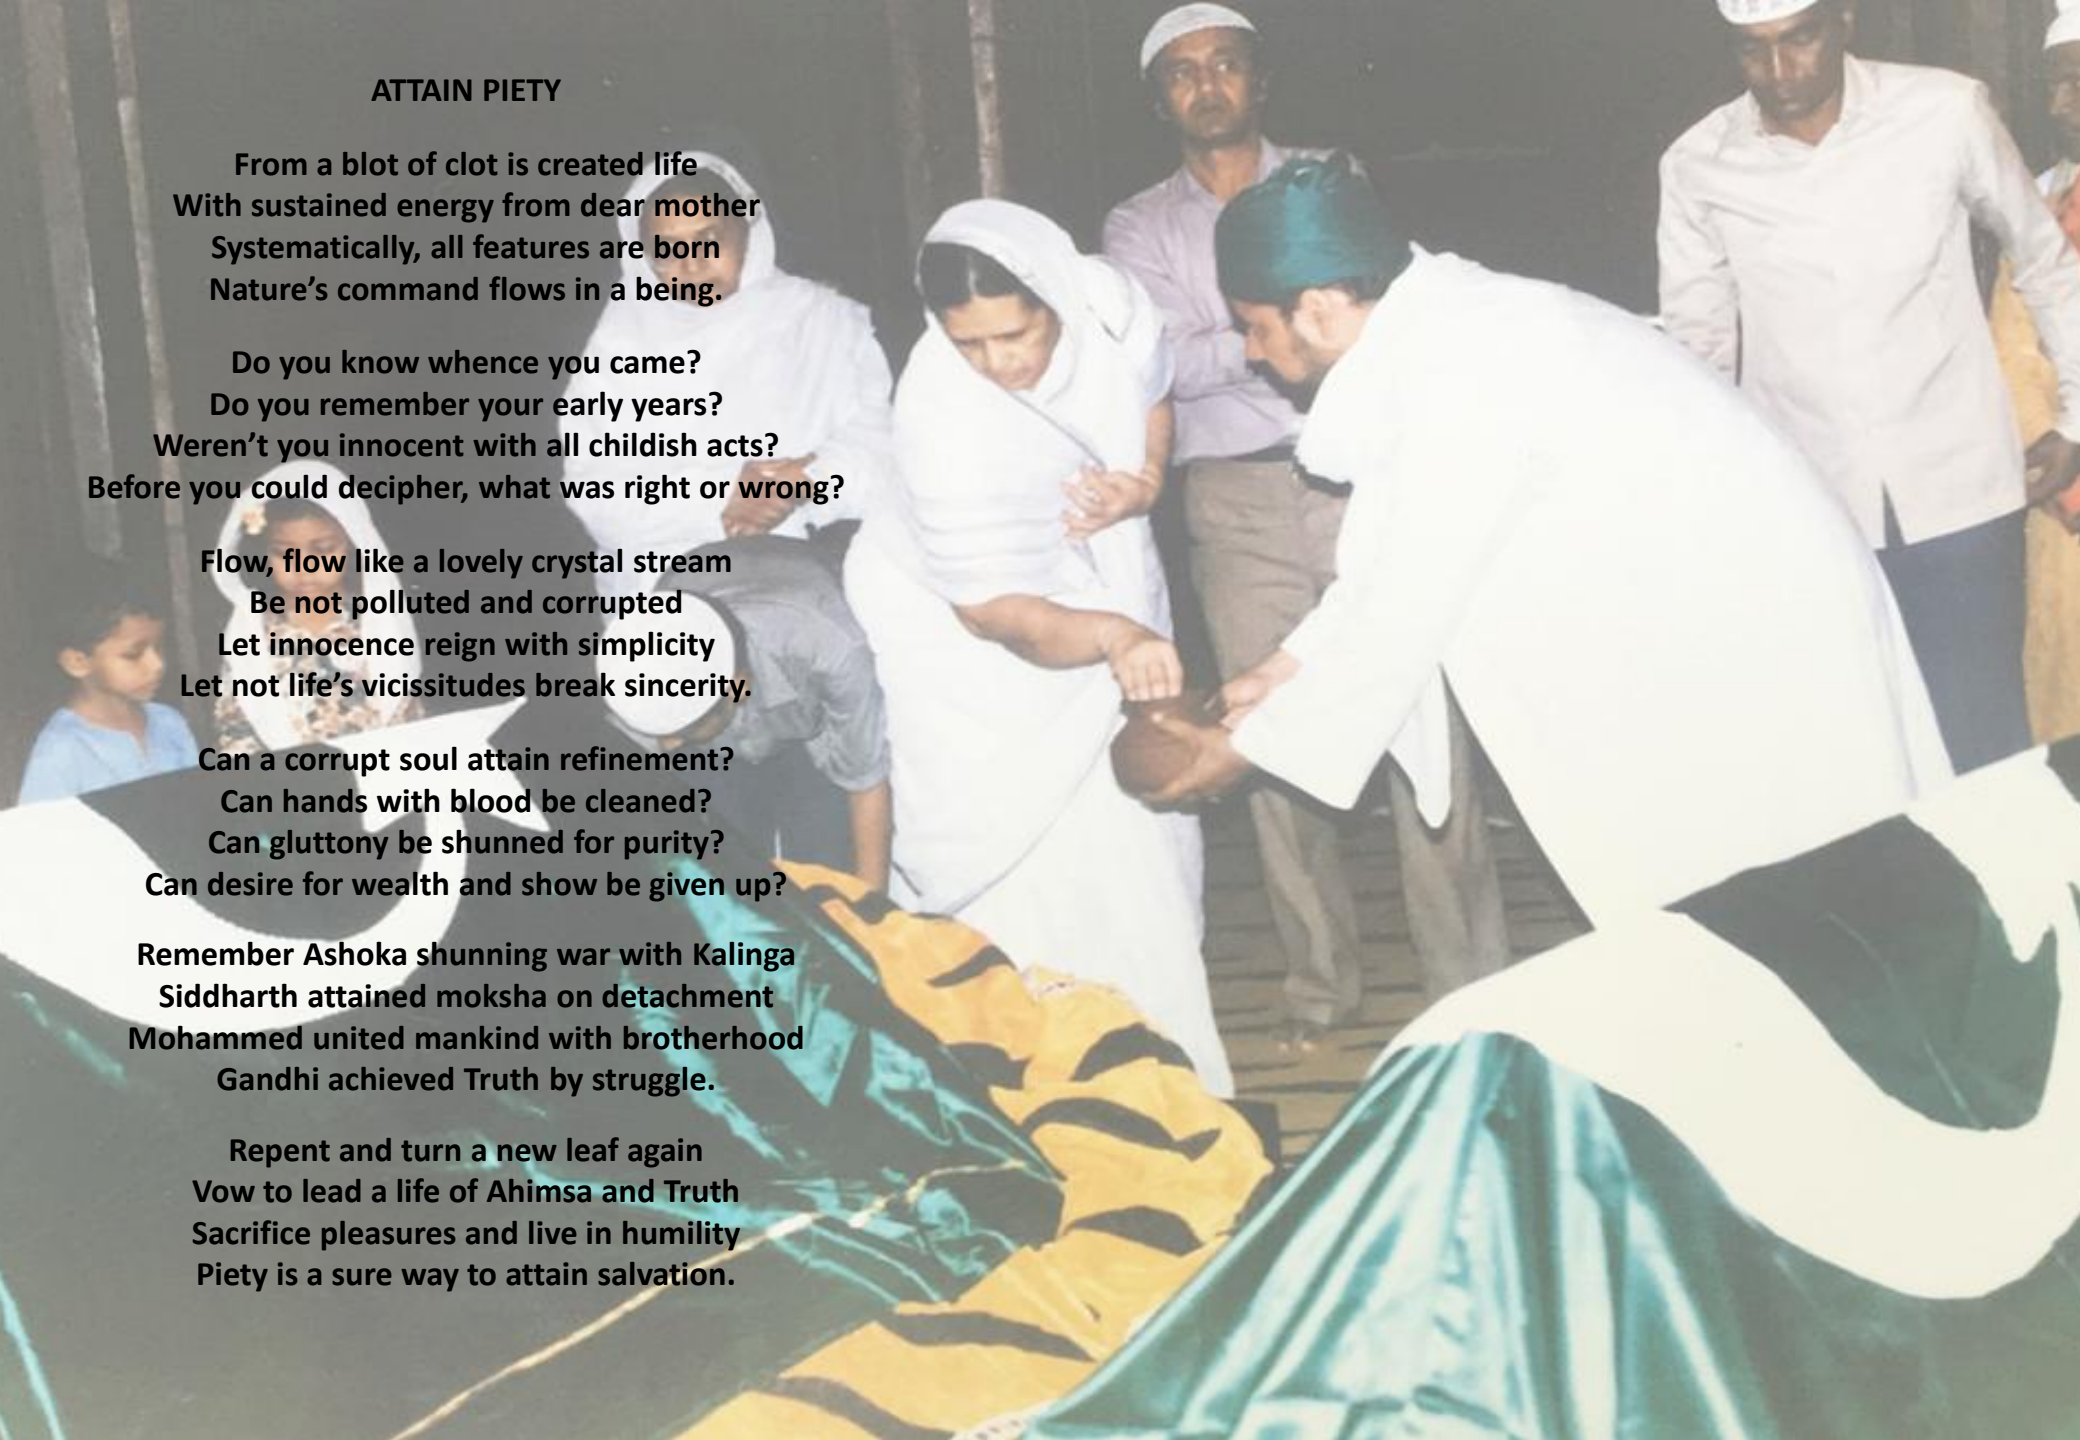 ATTAIN PIETY
From a blot of clot is created life
With sustained energy from dear mother
Systematically, all features are born
Nature’s command flows in a being.
Do you know whence you came?
Do you remember your early years?
Weren’t you innocent with all childish acts?
Before you could decipher, what was right or wrong?
Flow, flow like a lovely crystal stream
Be not polluted and corrupted
Let innocence reign with simplicity
Let not life’s vicissitudes break sincerity.
Can a corrupt soul attain refinement?
Can hands with blood be cleaned?
Can gluttony be shunned for purity?
Can desire for wealth and show be given up?
Remember Ashoka shunning war with Kalinga
Siddharth attained moksha on detachment
Mohammed united mankind with brotherhood
Gandhi achieved Truth by struggle.
Repent and turn a new leaf again
Vow to lead a life of Ahimsa and Truth
Sacrifice pleasures and live in humility
Piety is a sure way to attain salvation.